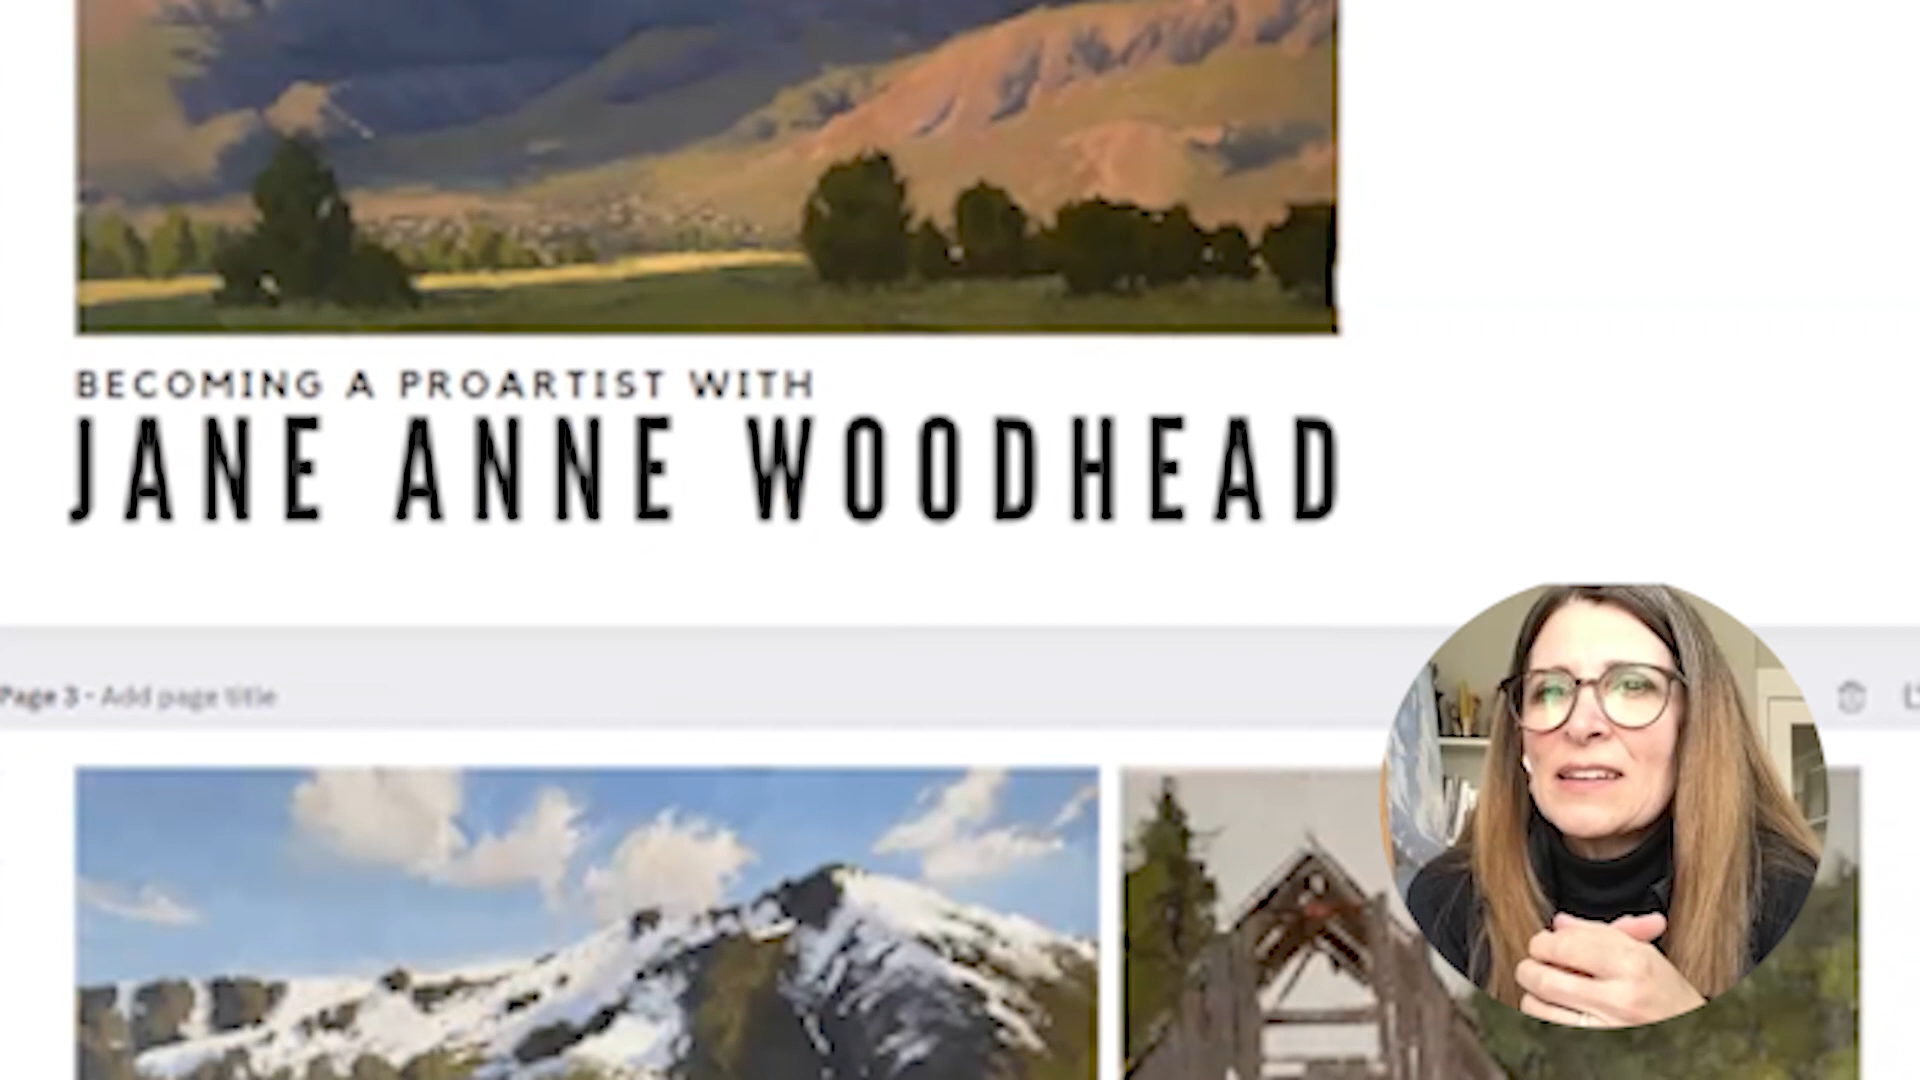 BECOMING A PROARTIST WITH
JANE ANNE WOODHEAD
Page 3 - Add page title